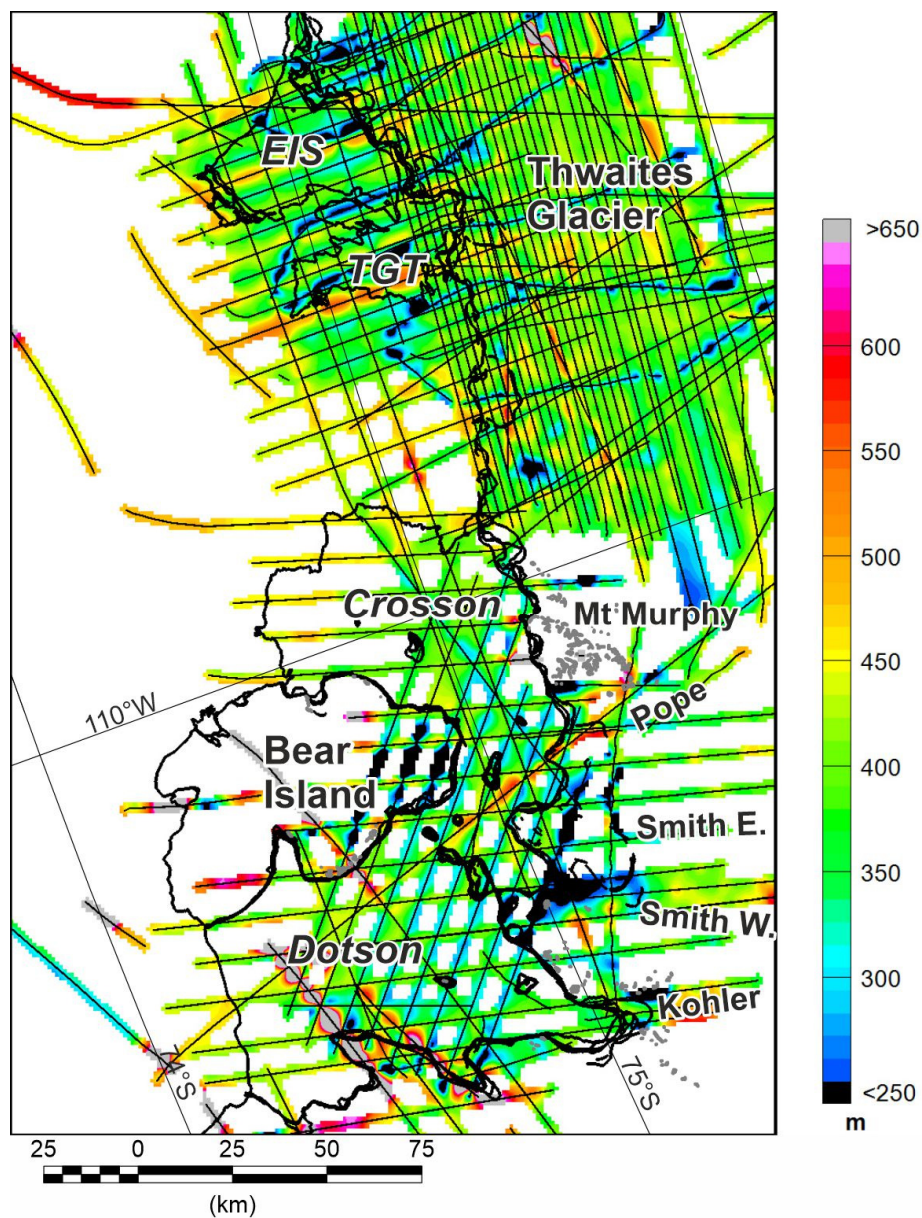 EIS
Thwaites
Glacier
TGT
Crosson
Mt Murphy
Pope
110°W
Bear
Island
Smith E.
Smith W.
Dotson
Kohler
74°S
75°S
>650
600
550
500
450
400
350
300
<250
m
25 0 25 50 75
(km)